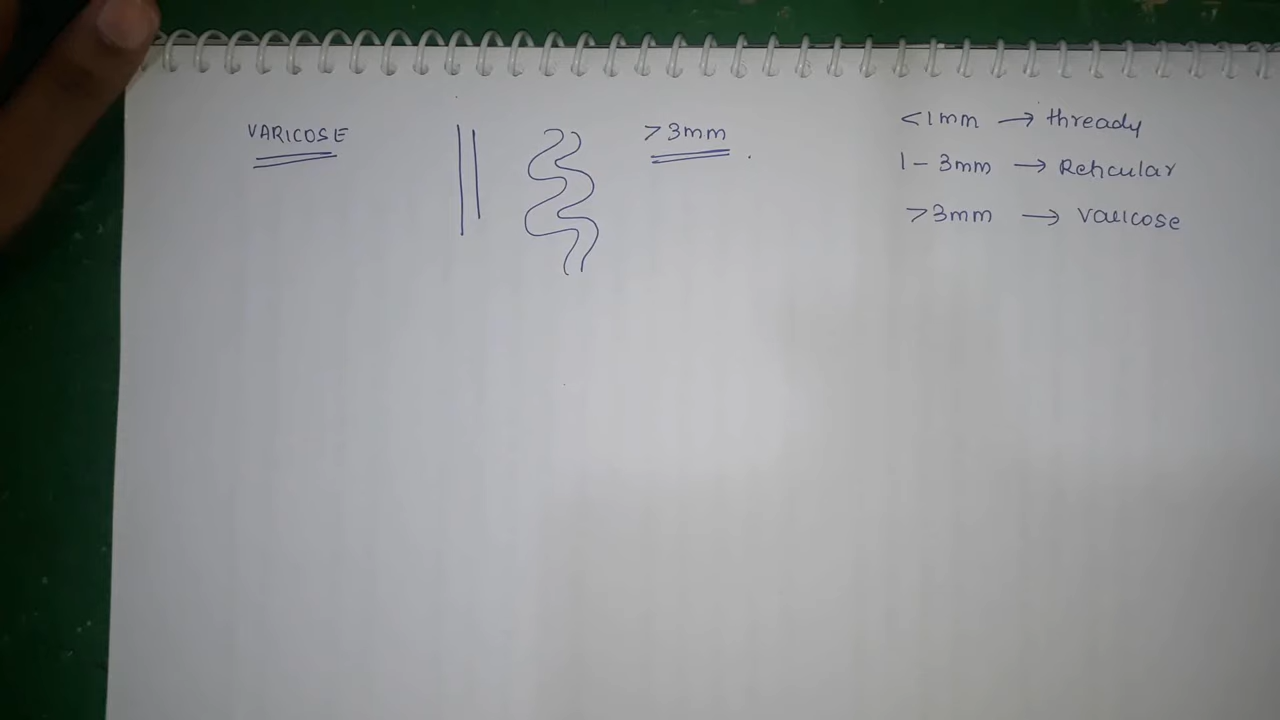 VARICOSE
>3mm
<1mm → thready
1-3mm → Reticular
>3mm → Varicose